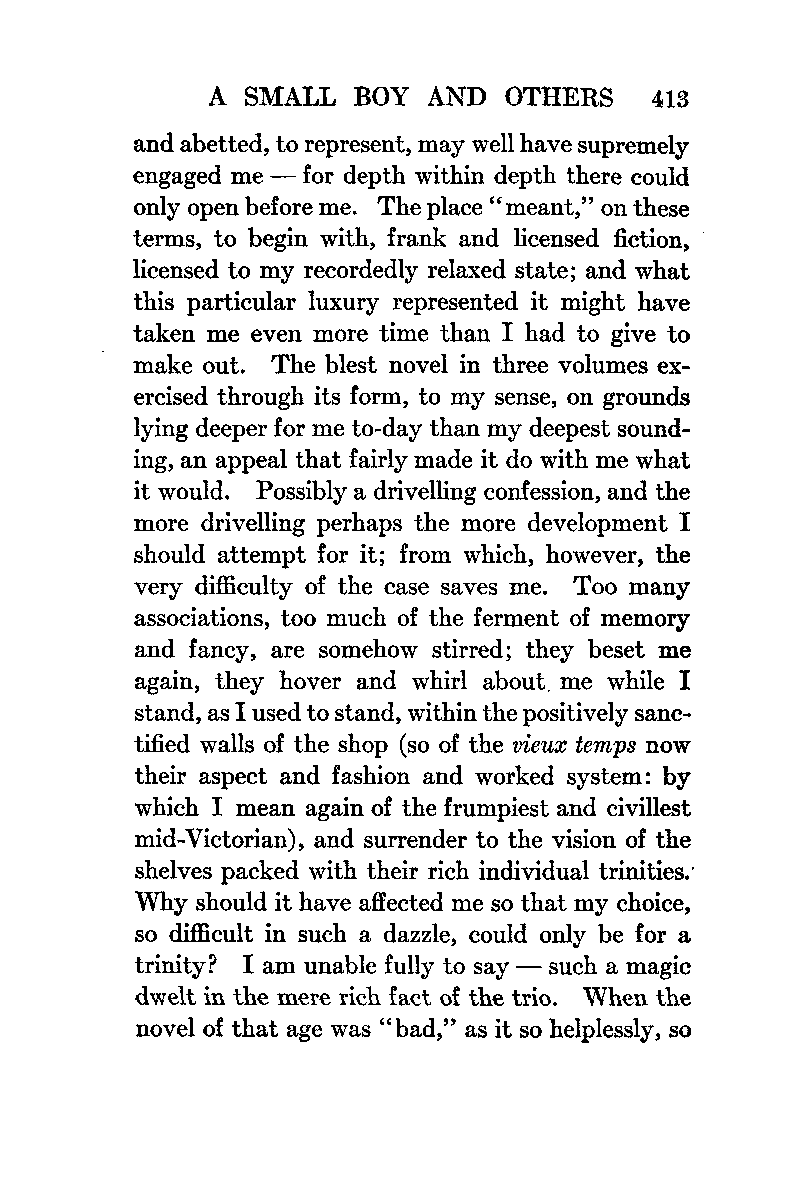 A SMALL BOY AND OTHERS 413
and abetted, to represent, may well have supremely
engaged me — for depth within depth there could
only open before me. The place "meant," on these
terms, to begin with, frank and licensed fiction,
licensed to my recordedly relaxed state; and what
this particular luxury represented it might have
taken me even more time than I had to give to
make out. The blest novel in three volumes ex-
ercised through its form, to my sense, on grounds
lying deeper for me to-day than my deepest sound-
ing, an appeal that fairly made it do with me what
it would. Possibly a drivelling confession, and the
more drivelling perhaps the more development I
should attempt for it; from which, however, the
very difficulty of the case saves me. Too many
associations, too much of the ferment of memory
and fancy, are somehow stirred; they beset me
again, they hover and whirl about me while I
stand, as I used to stand, within the positively sanc-
tified walls of the shop (so of the vieux temps now
their aspect and fashion and worked system: by
which I mean again of the frumpiest and civillest
mid-Victorian), and surrender to the vision of the
shelves packed with their rich individual trinities.
Why should it have affected me so that my choice,
so difficult in such a dazzle, could only be for a
trinity? I am unable fully to say — such a magic
dwelt in the mere rich fact of the trio. When the
novel of that age was "bad," as it so helplessly, so